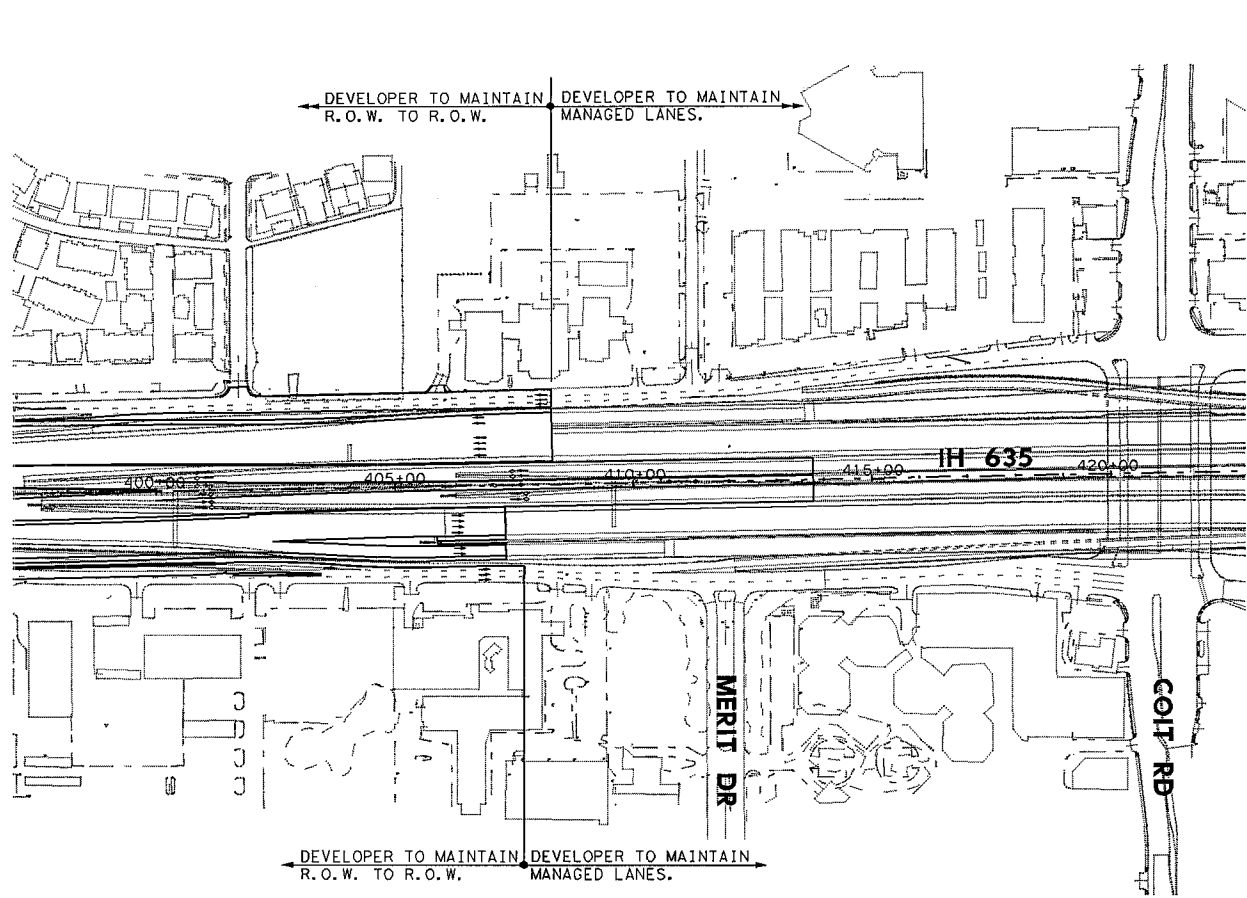 DEVELOPER TO MAINTAIN
R.O.W. TO R.O.W.
DEVELOPER TO MAINTAIN
MANAGED LANES.
IH 635
400+00
405+00
410+00
415+00
420+00
MERIT DR
COIT RD
DEVELOPER TO MAINTAIN
R.O.W. TO R.O.W.
DEVELOPER TO MAINTAIN
MANAGED LANES.